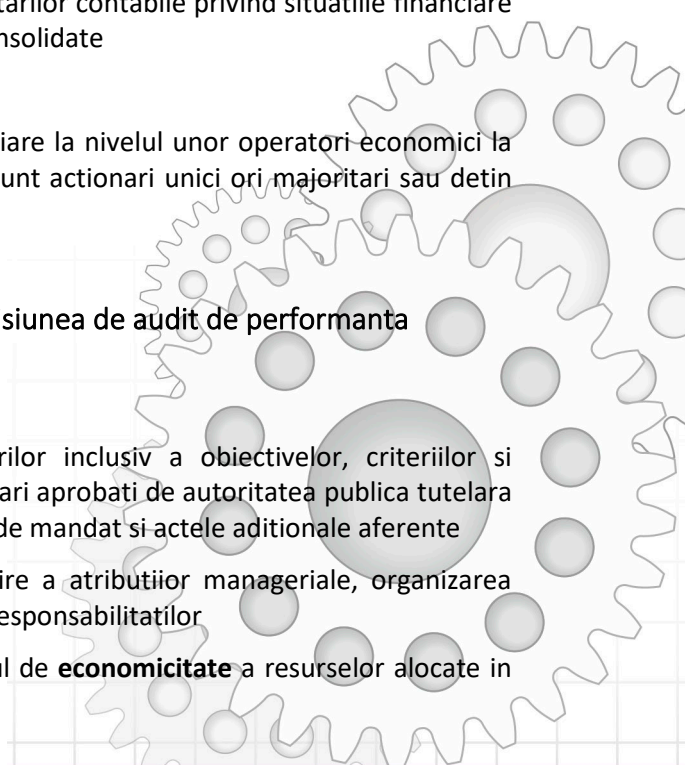 tărilor contabile privind situatiile financiare
nsolidate
iare la nivelul unor operatori economici la
unt actionari unici ori majoritari sau detin
siunea de audit de performanta
rilor inclusiv a obiectivelor, criteriilor si
ari aprobati de autoritatea publica tutelara
de mandat si actele aditionale aferente
ire a atributiior manageriale, organizarea
esponsabilitatilor
ul de economicitate a resurselor alocate in